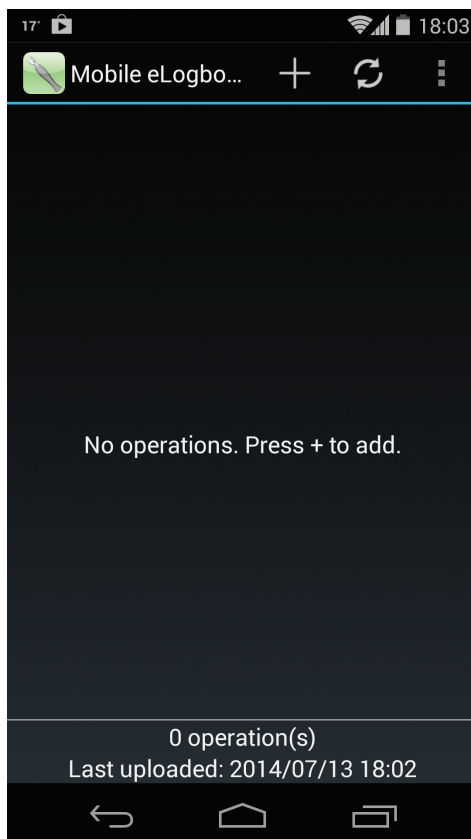 17° 18:03
Mobile eLogbo...
No operations. Press + to add.
0 operation(s)
Last uploaded: 2014/07/13 18:02